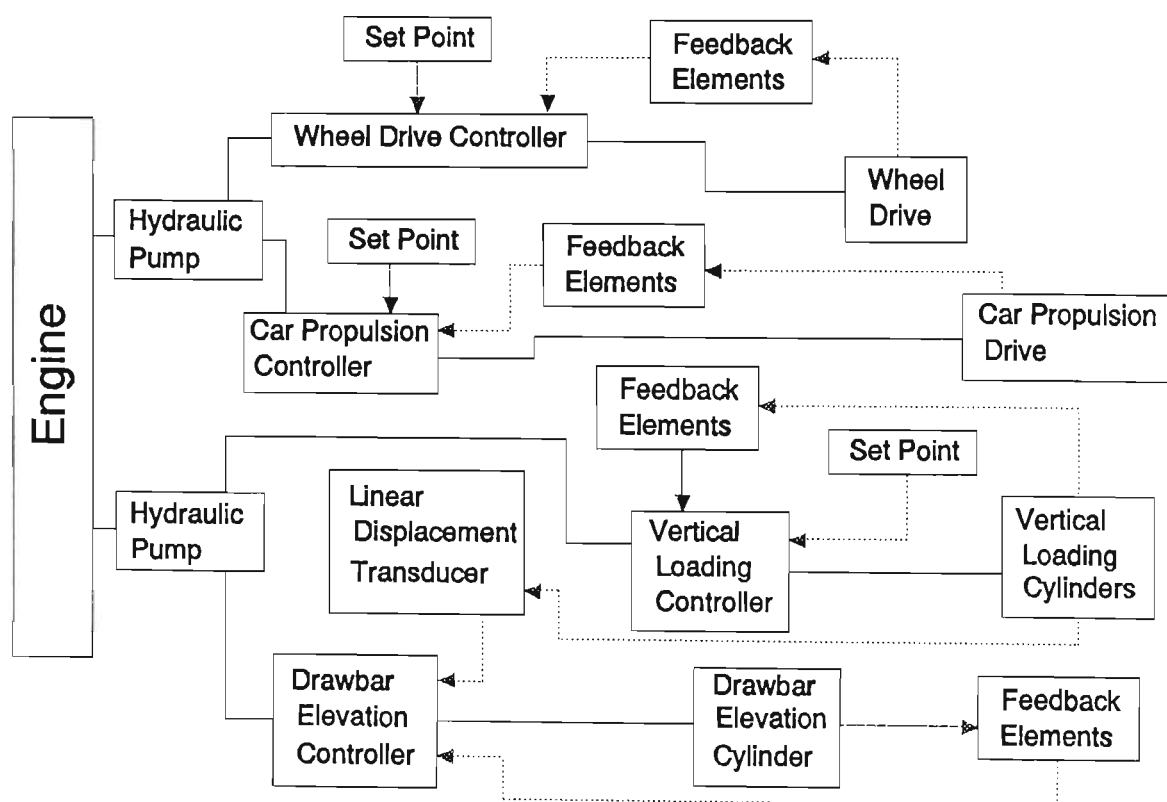 Set Point
Feedback
Elements
Wheel Drive Controller
Wheel
Drive
Hydraulic
Pump
Set Point
Feedback
Elements
Car Propulsion
Controller
Car Propulsion
Drive
Engine
Feedback
Elements
Set Point
Hydraulic
Pump
Linear
Displacement
Transducer
Vertical
Loading
Controller
Vertical
Loading
Cylinders
Drawbar
Elevation
Controller
Drawbar
Elevation
Cylinder
Feedback
Elements